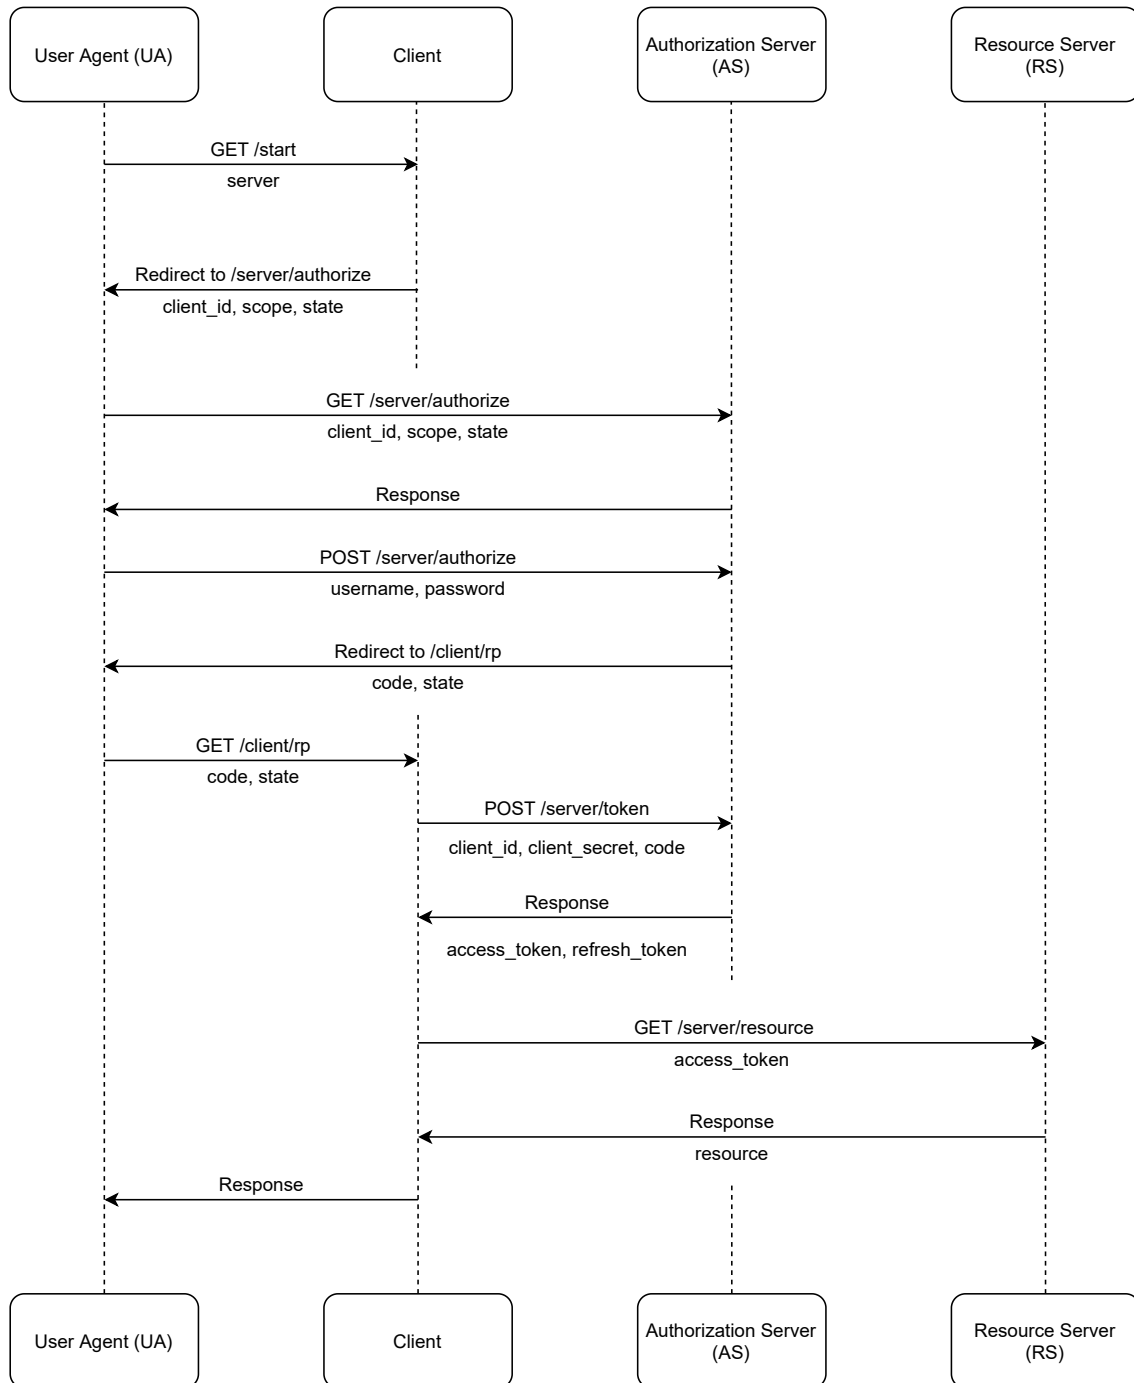 User Agent (UA)
Client
Authorization Server
(AS)
Resource Server
(RS)
GET /start
server
Redirect to /server/authorize
client_id, scope, state
GET /server/authorize
client_id, scope, state
Response
POST /server/authorize
username, password
Redirect to /client/rp
code, state
GET /client/rp
code, state
POST /server/token
client_id, client_secret, code
Response
access_token, refresh_token
GET /server/resource
access_token
Response
resource
Response
User Agent (UA)
Client
Authorization Server
(AS)
Resource Server
(RS)